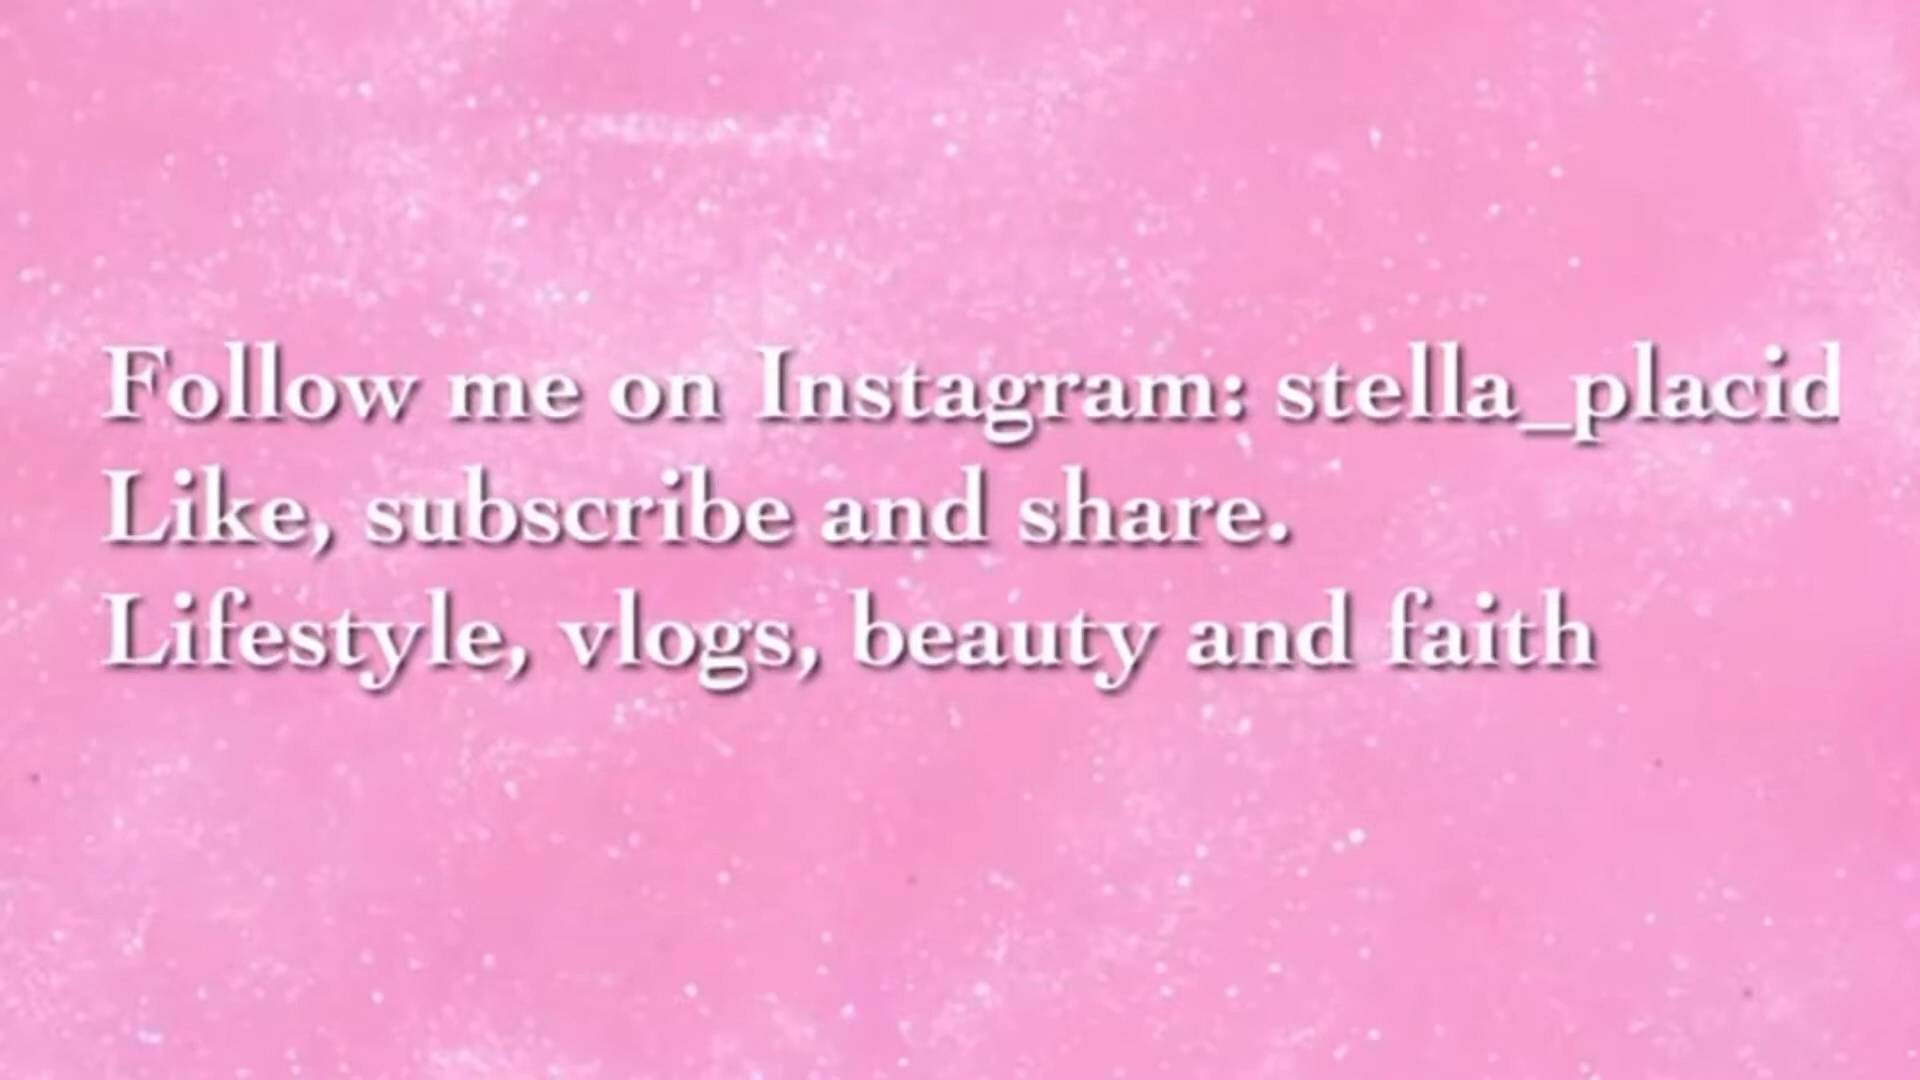 Follow me on Instagram: stella_placid
Like, subscribe and share.
Lifestyle, vlogs, beauty and faith